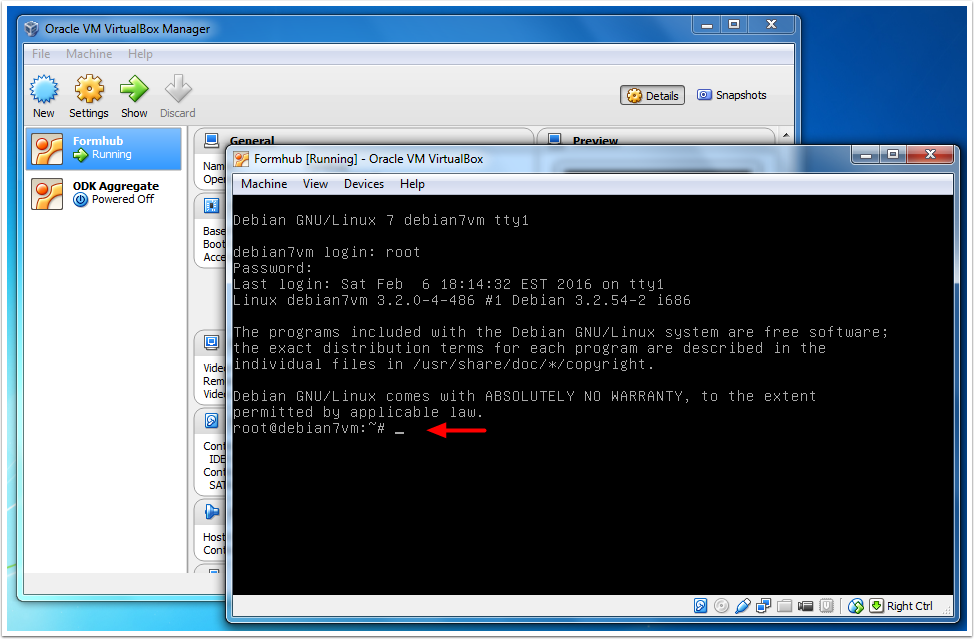 Oracle VM VirtualBox Manager
File Machine Help
New Settings Show Discard
Details Snapshots
Formhub
Running
ODK Aggregate
Powered Off
General
Preview
Nam
Oper
Base
Boot
Acce
Video
Rem
Video
Cont
IDE
Cont
SAT
Host
Cont
Formhub [Running] - Oracle VM VirtualBox
Machine View Devices Help
Debian GNU/Linux 7 debian7vm tty1
debian7vm login: root
Password:
Last login: Sat Feb  6 18:14:32 EST 2016 on tty1
Linux debian7vm 3.2.0-4-486 #1 Debian 3.2.54-2 i686
The programs included with the Debian GNU/Linux system are free software;
the exact distribution terms for each program are described in the
individual files in /usr/share/doc/*/copyright.
Debian GNU/Linux comes with ABSOLUTELY NO WARRANTY, to the extent
permitted by applicable law.
root@debian7vm:~# _
Right Ctrl